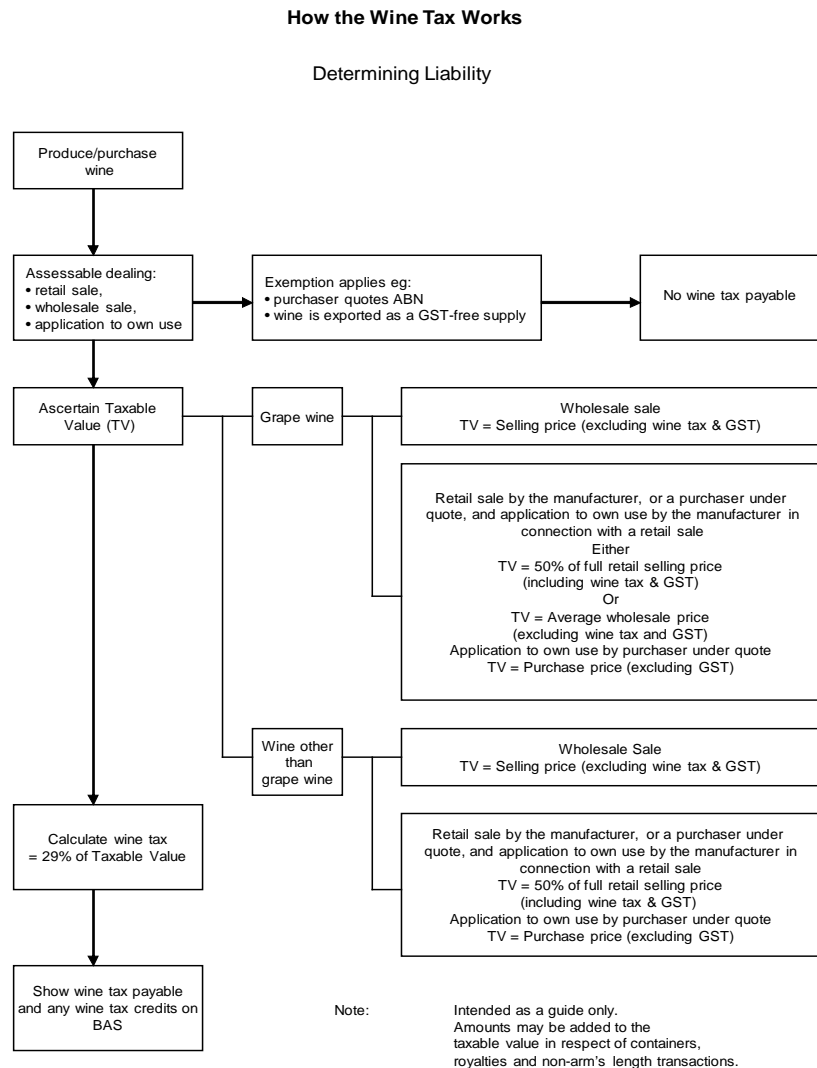 How the Wine Tax Works
Determining Liability
Produce/purchase
wine
Assessable dealing:
• retail sale,
• wholesale sale,
• application to own use
Exemption applies eg:
• purchaser quotes ABN
• wine is exported as a GST-free supply
No wine tax payable
Ascertain Taxable
Value (TV)
Grape wine
Wholesale sale
TV = Selling price (excluding wine tax & GST)
Retail sale by the manufacturer, or a purchaser under
quote, and application to own use by the manufacturer in
connection with a retail sale
Either
TV = 50% of full retail selling price
(including wine tax & GST)
Or
TV = Average wholesale price
(excluding wine tax and GST)
Application to own use by purchaser under quote
TV = Purchase price (excluding GST)
Wine other
than
grape wine
Wholesale Sale
TV = Selling price (excluding wine tax & GST)
Retail sale by the manufacturer, or a purchaser under
quote, and application to own use by the manufacturer in
connection with a retail sale
TV = 50% of full retail selling price
(including wine tax & GST)
Application to own use by purchaser under quote
TV = Purchase price (excluding GST)
Calculate wine tax
= 29% of Taxable Value
Show wine tax payable
and any wine tax credits on
BAS
Note: Intended as a guide only.
Amounts may be added to the
taxable value in respect of containers,
royalties and non-arm's length transactions.